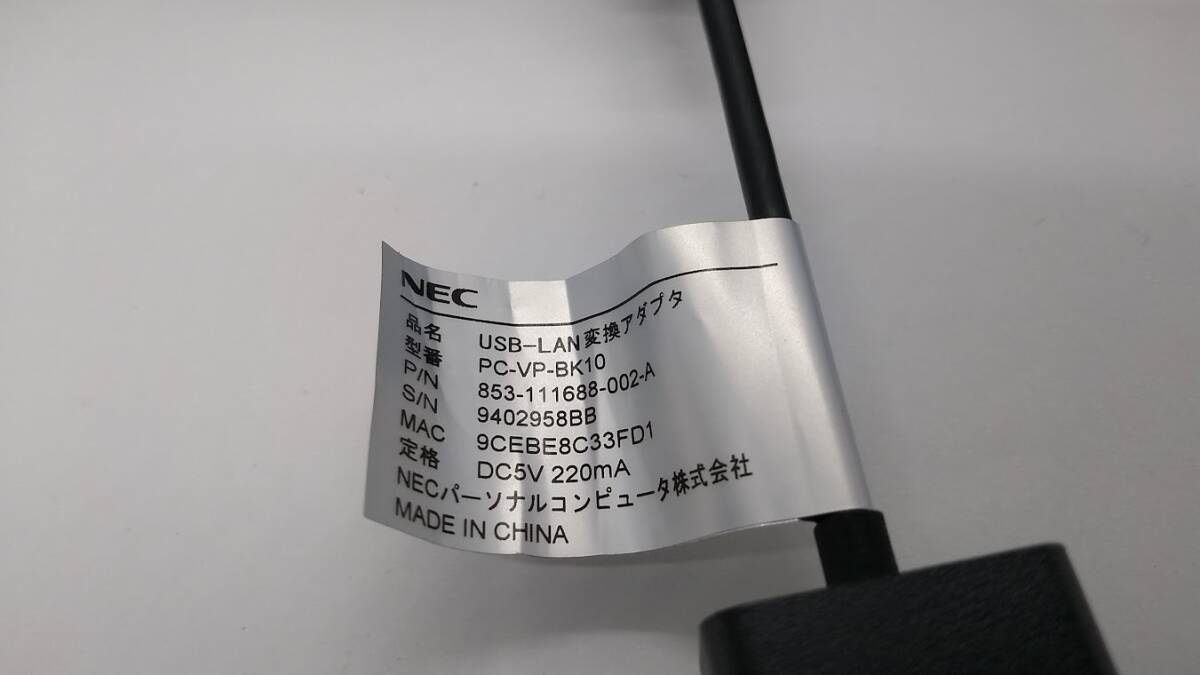 NEC
品名 USB-LAN変換アダプタ
型番 PC-VP-BK10
P/N 853-111688-002-A
S/N 9402958BB
MAC 9CEBE8C33FD1
定格 DC5V 220mA
NECパーソナルコンピュータ株式会社
MADE IN CHINA